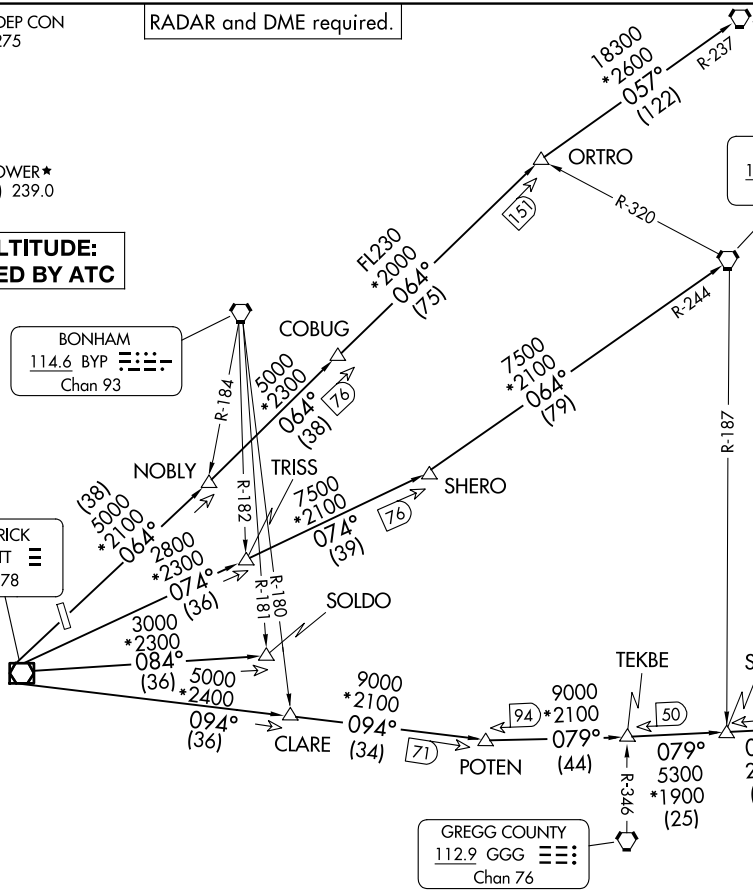 DEP CON
275
RADAR and DME required.
OWER★
) 239.0
LTITUDE:
ED BY ATC
18300
*2600
057°
(122)
R-237
ORTRO
151
R-320
1
FL230
*2000
064°
(75)
R-244
BONHAM
114.6 BYP
Chan 93
COBUG
5000
*2300
064°
(38)
76
R-184
7500
*2100
064°
(79)
R-187
NOBLY
TRISS
R-182
7500
*2100
074°
(39)
76
SHERO
(38)
5000
*2100
064°
RICK
TT
78
2800
*2300
074°
(36)
R-181
R-180
SOLDO
3000
*2300
084°
(36)
5000
*2400
094°
(36)
CLARE
9000
*2100
094°
(34)
71
POTEN
94
9000
*2100
079°
(44)
TEKBE
50
S
079°
5300
*1900
(25)
0
2
(
R-346
GREGG COUNTY
112.9 GGG
Chan 76